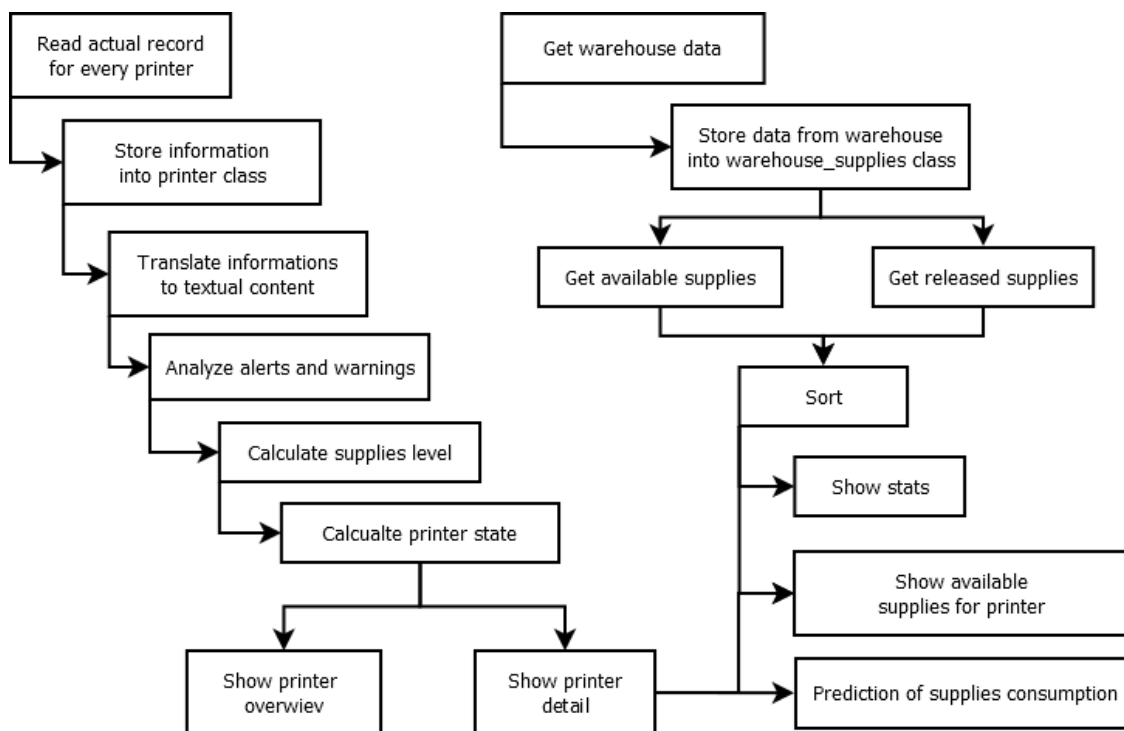 Read actual record
for every printer
Store information
into printer class
Translate informations
to textual content
Analyze alerts and warnings
Calculate supplies level
Calcualte printer state
Show printer
overwiev
Show printer
detail
Get warehouse data
Store data from warehouse
into warehouse_supplies class
Get available supplies
Get released supplies
Sort
Show stats
Show available
supplies for printer
Prediction of supplies consumption